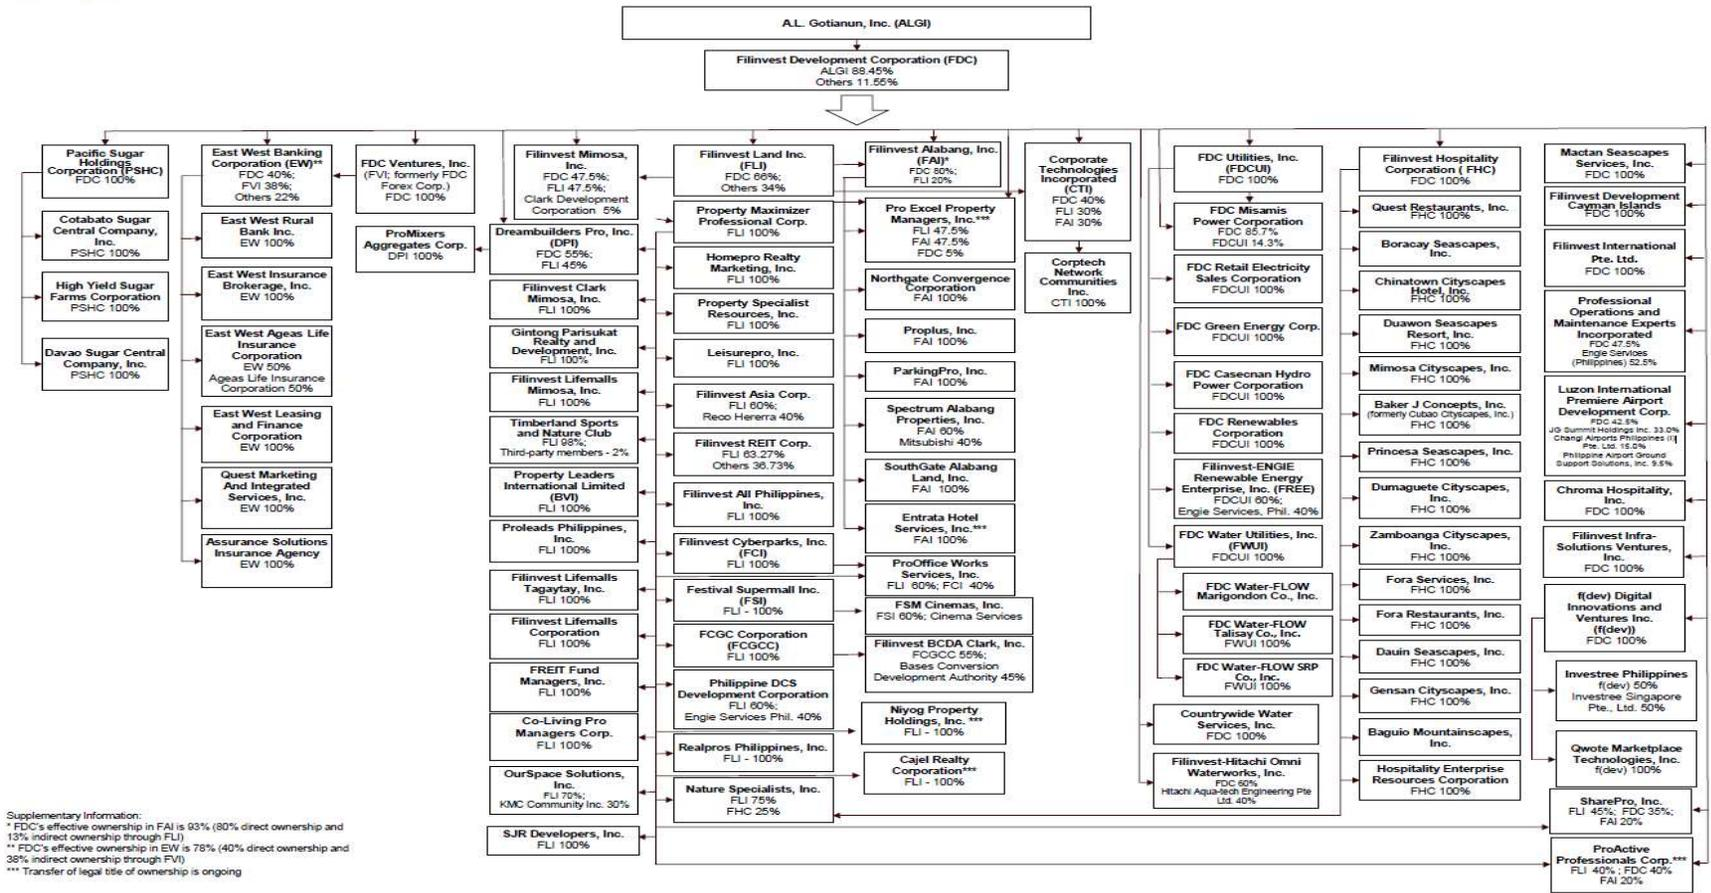 A.L. Gotianun, Inc. (ALGI)
Filinvest Development Corporation (FDC)
ALGI 88.45%
Others 11.55%
Pacific Sugar
Holdings
Corporation (PSHC)
FDC 100%
Cotabato Sugar
Central Company,
Inc.
PSHC 100%
High Yield Sugar
Farms Corporation
PSHC 100%
Davao Sugar Central
Company, Inc.
PSHC 100%
East West Banking
Corporation (EW)**
FDC 40%;
FVI 38%;
Others 22%
East West Rural
Bank Inc.
EW 100%
East West Insurance
Brokerage, Inc.
EW 100%
East West Ageas Life
Insurance
Corporation
EW 50%
Ageas Life Insurance
Corporation 50%
East West Leasing
and Finance
Corporation
EW 100%
Quest Marketing
And Integrated
Services, Inc.
EW 100%
Assurance Solutions
Insurance Agency
EW 100%
FDC Ventures, Inc.
(FVI; formerly FDC
Forex Corp.)
FDC 100%
ProMixers
Aggregates Corp.
DPI 100%
Filinvest Mimosa,
Inc.
FDC 47.5%;
FLI 47.5%;
Clark Development
Corporation 5%
Dreambuilders Pro, Inc.
(DPI)
FDC 55%;
FLI 45%
Filinvest Clark
Mimosa, Inc.
FLI 100%
Gintong Parisukat
Realty and
Development, Inc.
FLI 100%
Filinvest Lifemalls
Mimosa, Inc.
FLI 100%
Timberland Sports
and Nature Club
FLI 98%;
Third-party members - 2%
Property Leaders
International Limited
(BVI)
FLI 100%
Proleads Philippines,
Inc.
FLI 100%
Filinvest Lifemalls
Tagaytay, Inc.
FLI 100%
Filinvest Lifemalls
Corporation
FLI 100%
FREIT Fund
Managers, Inc.
FLI 100%
Co-Living Pro
Managers Corp.
FLI 100%
OurSpace Solutions,
Inc.
FLI 70%;
KMC Community Inc. 30%
SJR Developers, Inc.
FLI 100%
Filinvest Land Inc.
(FLI)
FDC 66%;
Others 34%
Property Maximizer
Professional Corp.
FLI 100%
Homepro Realty
Marketing, Inc.
FLI 100%
Property Specialist
Resources, Inc.
FLI 100%
Leisurepro, Inc.
FLI 100%
Filinvest Asia Corp.
FLI 60%;
Reco Hererra 40%
Filinvest REIT Corp.
FLI 63.27%
Others 36.73%
Filinvest All Philippines,
Inc.
FLI 100%
Filinvest Cyberparks, Inc.
(FCI)
FLI 100%
Festival Supermall Inc.
(FSI)
FLI - 100%
FCGC Corporation
(FCGCC)
FLI 100%
Philippine DCS
Development Corporation
FLI 60%;
Engie Services Phil. 40%
Realpros Philippines, Inc.
FLI - 100%
Nature Specialists, Inc.
FLI 75%
FHC 25%
Filinvest Alabang, Inc.
(FAI)*
FDC 80%;
FLI 20%
Pro Excel Property
Managers, Inc.***
FLI 47.5%
FAI 47.5%
FDC 5%
Northgate Convergence
Corporation
FAI 100%
Proplus, Inc.
FAI 100%
ParkingPro, Inc.
FAI 100%
Spectrum Alabang
Properties, Inc.
FAI 60%
Mitsubishi 40%
SouthGate Alabang
Land, Inc.
FAI 100%
Entrata Hotel
Services, Inc.***
FAI 100%
ProOffice Works
Services, Inc.
FLI 60%; FCI 40%
FSM Cinemas, Inc.
FSI 60%; Cinema Services
Filinvest BCDA Clark, Inc.
FCGCC 55%;
Bases Conversion
Development Authority 45%
Niyog Property
Holdings, Inc. ***
FLI - 100%
Cajel Realty
Corporation***
FLI - 100%
Corporate
Technologies
Incorporated
(CTI)
FDC 40%
FLI 30%
FAI 30%
Corptech
Network
Communities
Inc.
CTI 100%
FDC Utilities, Inc.
(FDCUI)
FDC 100%
FDC Misamis
Power Corporation
FDC 85.7%
FDCUI 14.3%
FDC Retail Electricity
Sales Corporation
FDCUI 100%
FDC Green Energy Corp.
FDCUI 100%
FDC Casecnan Hydro
Power Corporation
FDCUI 100%
FDC Renewables
Corporation
FDCUI 100%
Filinvest-ENGIE
Renewable Energy
Enterprise, Inc. (FREE)
FDCUI 60%;
Engie Services, Phil. 40%
FDC Water Utilities, Inc.
(FWUI)
FDCUI 100%
FDC Water-FLOW
Marigondon Co., Inc.
FDC Water-FLOW
Talisay Co., Inc.
FWUI 100%
FDC Water-FLOW SRP
Co., Inc.
FWUI 100%
Countrywide Water
Services, Inc.
FDC 100%
Filinvest-Hitachi Omni
Waterworks, Inc.
FDC 60%
Hitachi Aqua-tech Engineering Pte
Ltd. 40%
Filinvest Hospitality
Corporation ( FHC)
FDC 100%
Quest Restaurants, Inc.
FHC 100%
Boracay Seascapes,
Inc.
Chinatown Cityscapes
Hotel, Inc.
FHC 100%
Duawon Seascapes
Resort, Inc.
FHC 100%
Mimosa Cityscapes, Inc.
FHC 100%
Baker J Concepts, Inc.
(formerly Cubao Cityscapes, Inc.)
FHC 100%
Princesa Seascapes, Inc.
FHC 100%
Dumaguete Cityscapes,
Inc.
FHC 100%
Zamboanga Cityscapes,
Inc.
FHC 100%
Fora Services, Inc.
FHC 100%
Fora Restaurants, Inc.
FHC 100%
Dauin Seascapes, Inc.
FHC 100%
Gensan Cityscapes, Inc.
FHC 100%
Baguio Mountainscapes,
Inc.
Hospitality Enterprise
Resources Corporation
FHC 100%
Mactan Seascapes
Services, Inc.
FDC 100%
Filinvest Development
Cayman Islands
FDC 100%
Filinvest International
Pte. Ltd.
FDC 100%
Professional
Operations and
Maintenance Experts
Incorporated
FDC 47.5%
Engie Services
(Philippines) 52.5%
Luzon International
Premiere Airport
Development Corp.
FDC 42.5%
JG Summit Holdings Inc. 33.0%
Changi Airports Philippines (I)
Pte. Ltd. 15.0%
Philippine Airport Ground
Support Solutions, Inc. 9.5%
Chroma Hospitality,
Inc.
FDC 100%
Filinvest Infra-
Solutions Ventures,
Inc.
FDC 100%
f(dev) Digital
Innovations and
Ventures Inc.
(f(dev))
FDC 100%
Investree Philippines
f(dev) 50%
Investree Singapore
Pte., Ltd. 50%
Qwote Marketplace
Technologies, Inc.
f(dev) 100%
SharePro, Inc.
FLI 45%; FDC 35%;
FAI 20%
ProActive
Professionals Corp.***
FLI 40% ; FDC 40%
FAI 20%
Supplementary Information:
* FDC's effective ownership in FAI is 93% (80% direct ownership and
13% indirect ownership through FLI)
** FDC's effective ownership in EW is 78% (40% direct ownership and
38% indirect ownership through FVI)
*** Transfer of legal title of ownership is ongoing